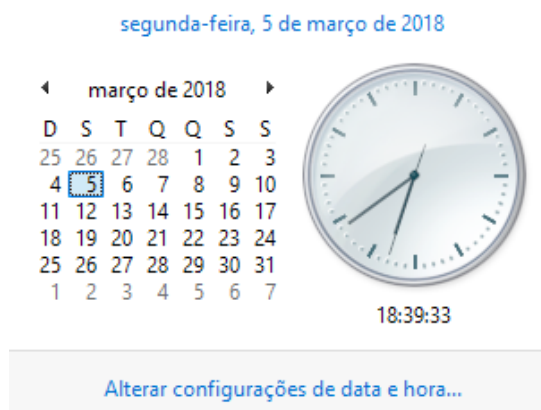 segunda-feira, 5 de março de 2018
março de 2018
D S T Q Q S S
25 26 27 28 1 2 3
4 5 6 7 8 9 10
11 12 13 14 15 16 17
18 19 20 21 22 23 24
25 26 27 28 29 30 31
1 2 3 4 5 6 7
18:39:33
Alterar configurações de data e hora...